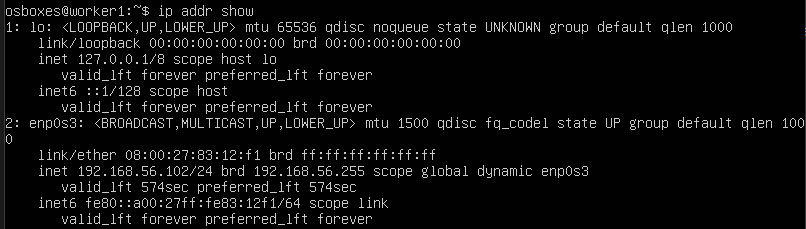 osboxes@worker1:~$ ip addr show
1: lo: <LOOPBACK,UP,LOWER_UP> mtu 65536 qdisc noqueue state UNKNOWN group default qlen 1000
    link/loopback 00:00:00:00:00:00 brd 00:00:00:00:00:00
    inet 127.0.0.1/8 scope host lo
       valid_lft forever preferred_lft forever
    inet6 ::1/128 scope host
       valid_lft forever preferred_lft forever
2: enp0s3: <BROADCAST,MULTICAST,UP,LOWER_UP> mtu 1500 qdisc fq_codel state UP group default qlen 100
0
    link/ether 08:00:27:83:12:f1 brd ff:ff:ff:ff:ff:ff
    inet 192.168.56.102/24 brd 192.168.56.255 scope global dynamic enp0s3
       valid_lft 574sec preferred_lft 574sec
    inet6 fe80::a00:27ff:fe83:12f1/64 scope link
       valid_lft forever preferred_lft forever